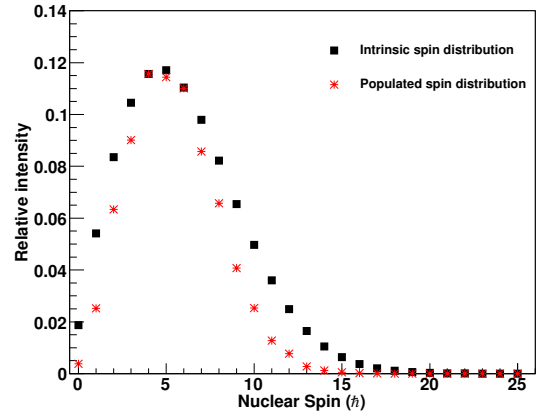 0.14
0.12
0.1
0.08
0.06
0.04
0.02
0
Relative intensity
Intrinsic spin distribution
Populated spin distribution
0 5 10 15 20 25
Nuclear Spin (ℏ)